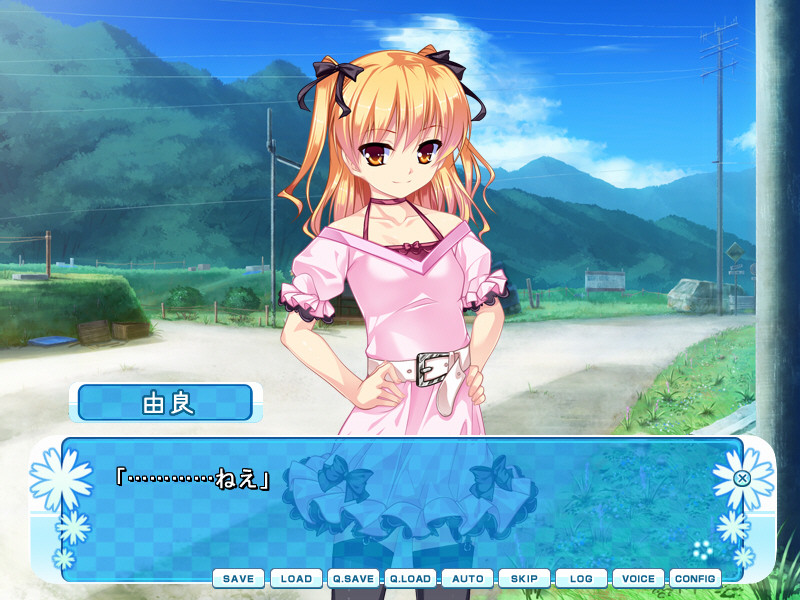 由良
「…………ねえ」
SAVE
LOAD
Q.SAVE
Q.LOAD
AUTO
SKIP
LOG
VOICE
CONFIG